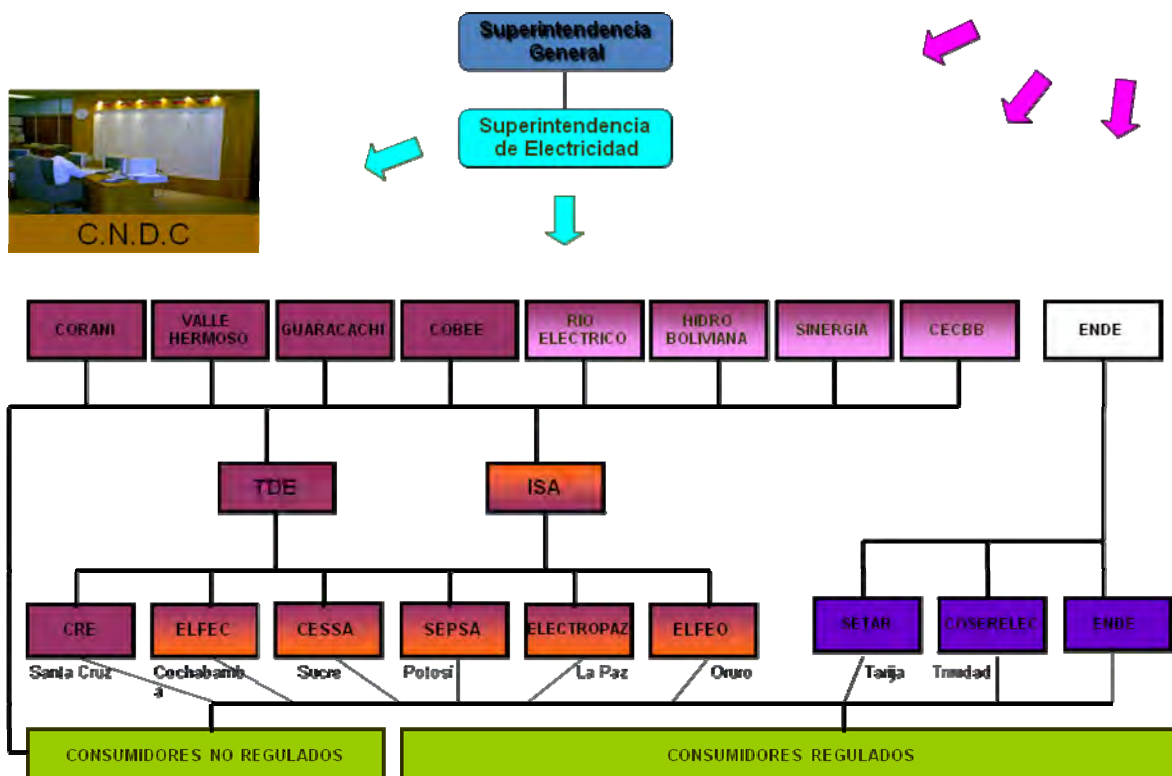 Superintendencia
General
Superintendencia
de Electricidad
C.N.D.C
CORANI
VALLE
HERMOSO
GUARACACHI
COBEE
RIO
ELECTRICO
HIDRO
BOLIVIANA
SINERGIA
CECBB
ENDE
TDE
ISA
CRE
ELFEC
CESSA
SEPSA
ELECTROPAZ
ELFEO
SETAR
COSERELEC
ENDE
Santa Cruz
Cochabamb
a
Sucre
Potosí
La Paz
Oruro
Tarija
Trinidad
CONSUMIDORES NO REGULADOS
CONSUMIDORES REGULADOS